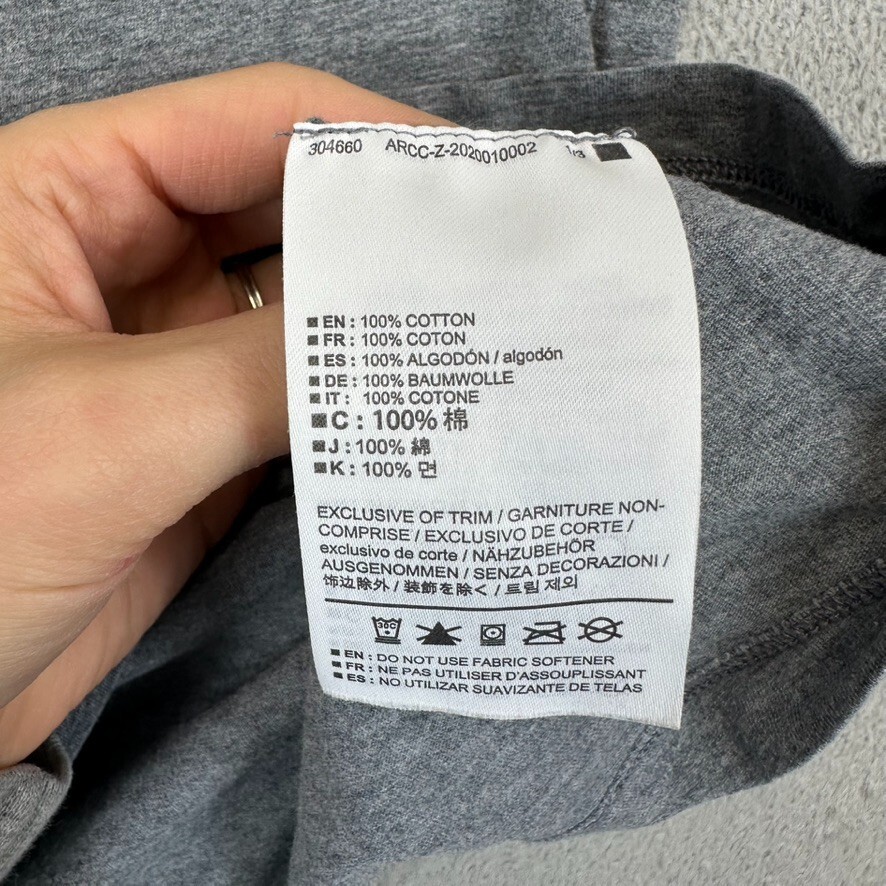 304660 ARCC-Z-2020010002 1/3
EN : 100% COTTON
FR : 100% COTON
ES : 100% ALGODÓN / algodón
DE : 100% BAUMWOLLE
IT : 100% COTONE
C : 100% 棉
J : 100% 綿
K : 100% 면
EXCLUSIVE OF TRIM / GARNITURE NON-
COMPRISE / EXCLUSIVO DE CORTE /
exclusivo de corte / NÄHZUBEHÖR
AUSGENOMMEN / SENZA DECORAZIONI /
饰边除外 / 装飾を除く / 트림 제외
30C
EN : DO NOT USE FABRIC SOFTENER
FR : NE PAS UTILISER D'ASSOUPLISSANT
ES : NO UTILIZAR SUAVIZANTE DE TELAS